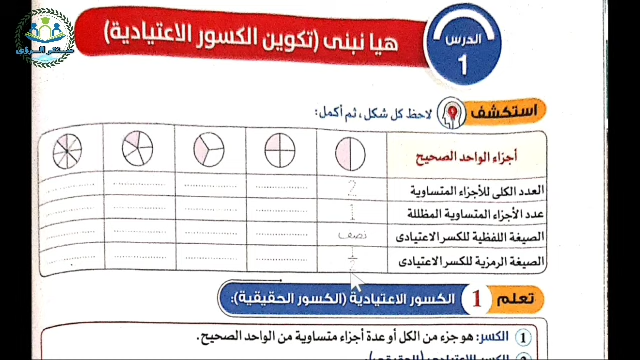 الدرس
1
هيا نبنى (تكوين الكسور الاعتيادية)
استكشف
لاحظ كل شكل، ثم أكمل:
أجزاء الواحد الصحيح
العدد الكلى للأجزاء المتساوية 2
عدد الأجزاء المتساوية المظللة 1
الصيغة اللفظية للكسر الاعتيادى نصف
الصيغة الرمزية للكسر الاعتيادى
تعلم 1 الكسور الاعتيادية (الكسور الحقيقية):
1 الكسر: هو جزء من الكل أو عدة أجزاء متساوية من الواحد الصحيح.